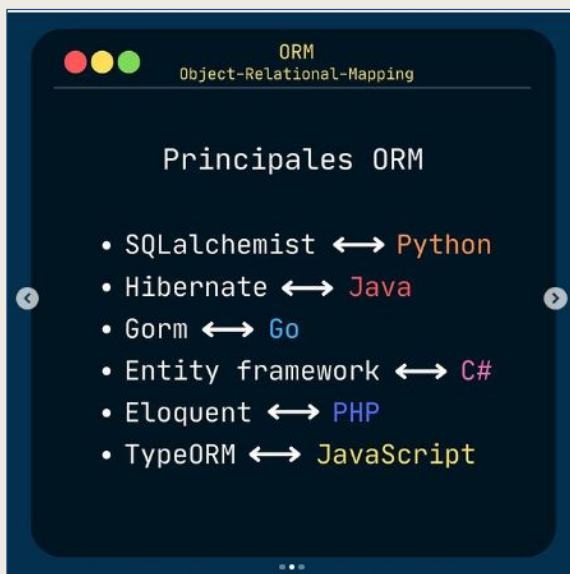 ORM
Object-Relational-Mapping
Principales ORM
• SQLalchemist ⟷ Python
• Hibernate ⟷ Java
• Gorm ⟷ Go
• Entity framework ⟷ C#
• Eloquent ⟷ PHP
• TypeORM ⟷ JavaScript